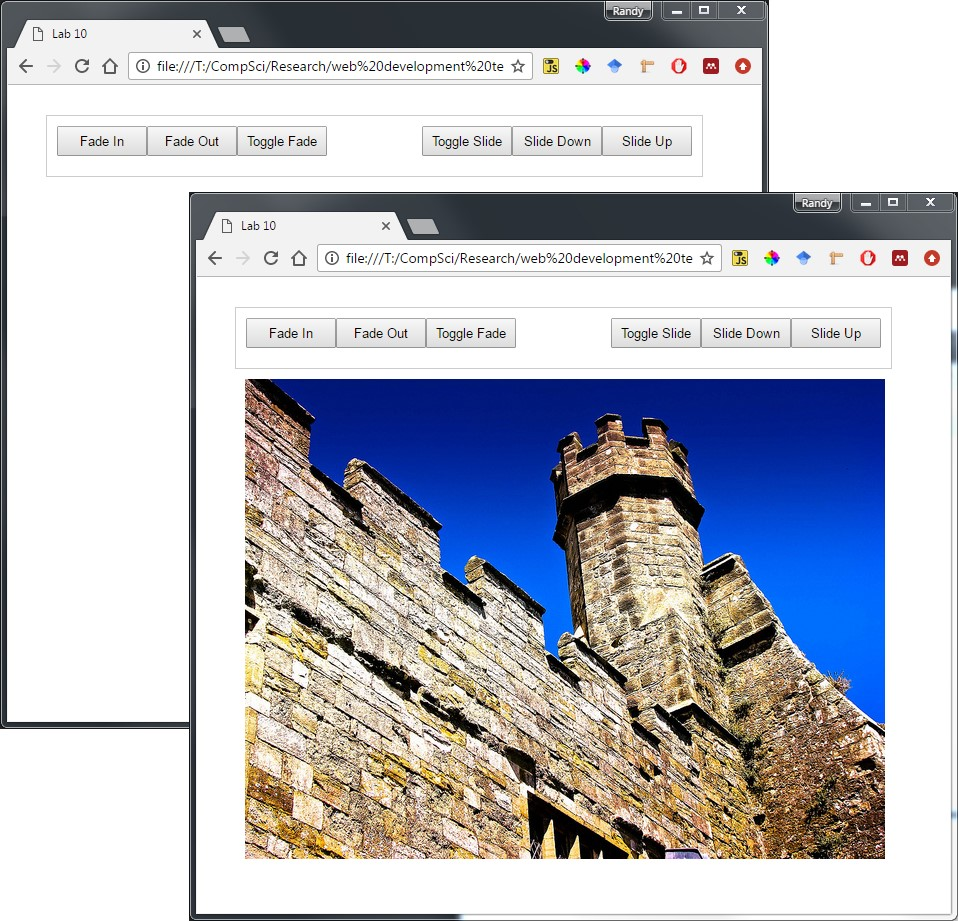 Randy
Lab 10
file:///T:/CompSci/Research/web%20development%20te
JS
Fade In Fade Out Toggle Fade Toggle Slide Slide Down Slide Up
Randy
Lab 10
file:///T:/CompSci/Research/web%20development%20te
JS
Fade In Fade Out Toggle Fade Toggle Slide Slide Down Slide Up